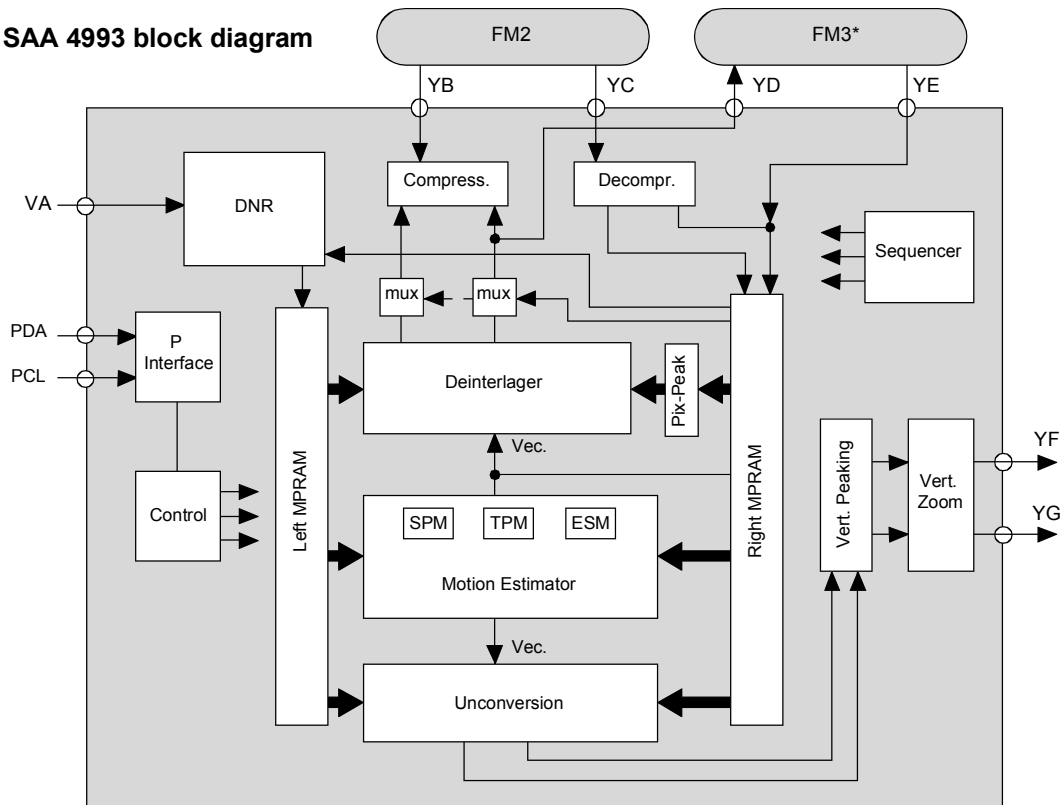 SAA 4993 block diagram
FM2
FM3*
YB
YC
YD
YE
VA
DNR
Compress.
Decompr.
Sequencer
mux
mux
PDA
PCL
P
Interface
Deinterlager
Pix-Peak
Vec.
Control
Left MPRAM
Right MPRAM
SPM
TPM
ESM
Motion Estimator
Vert. Peaking
Vert.
Zoom
YF
YG
Vec.
Unconversion